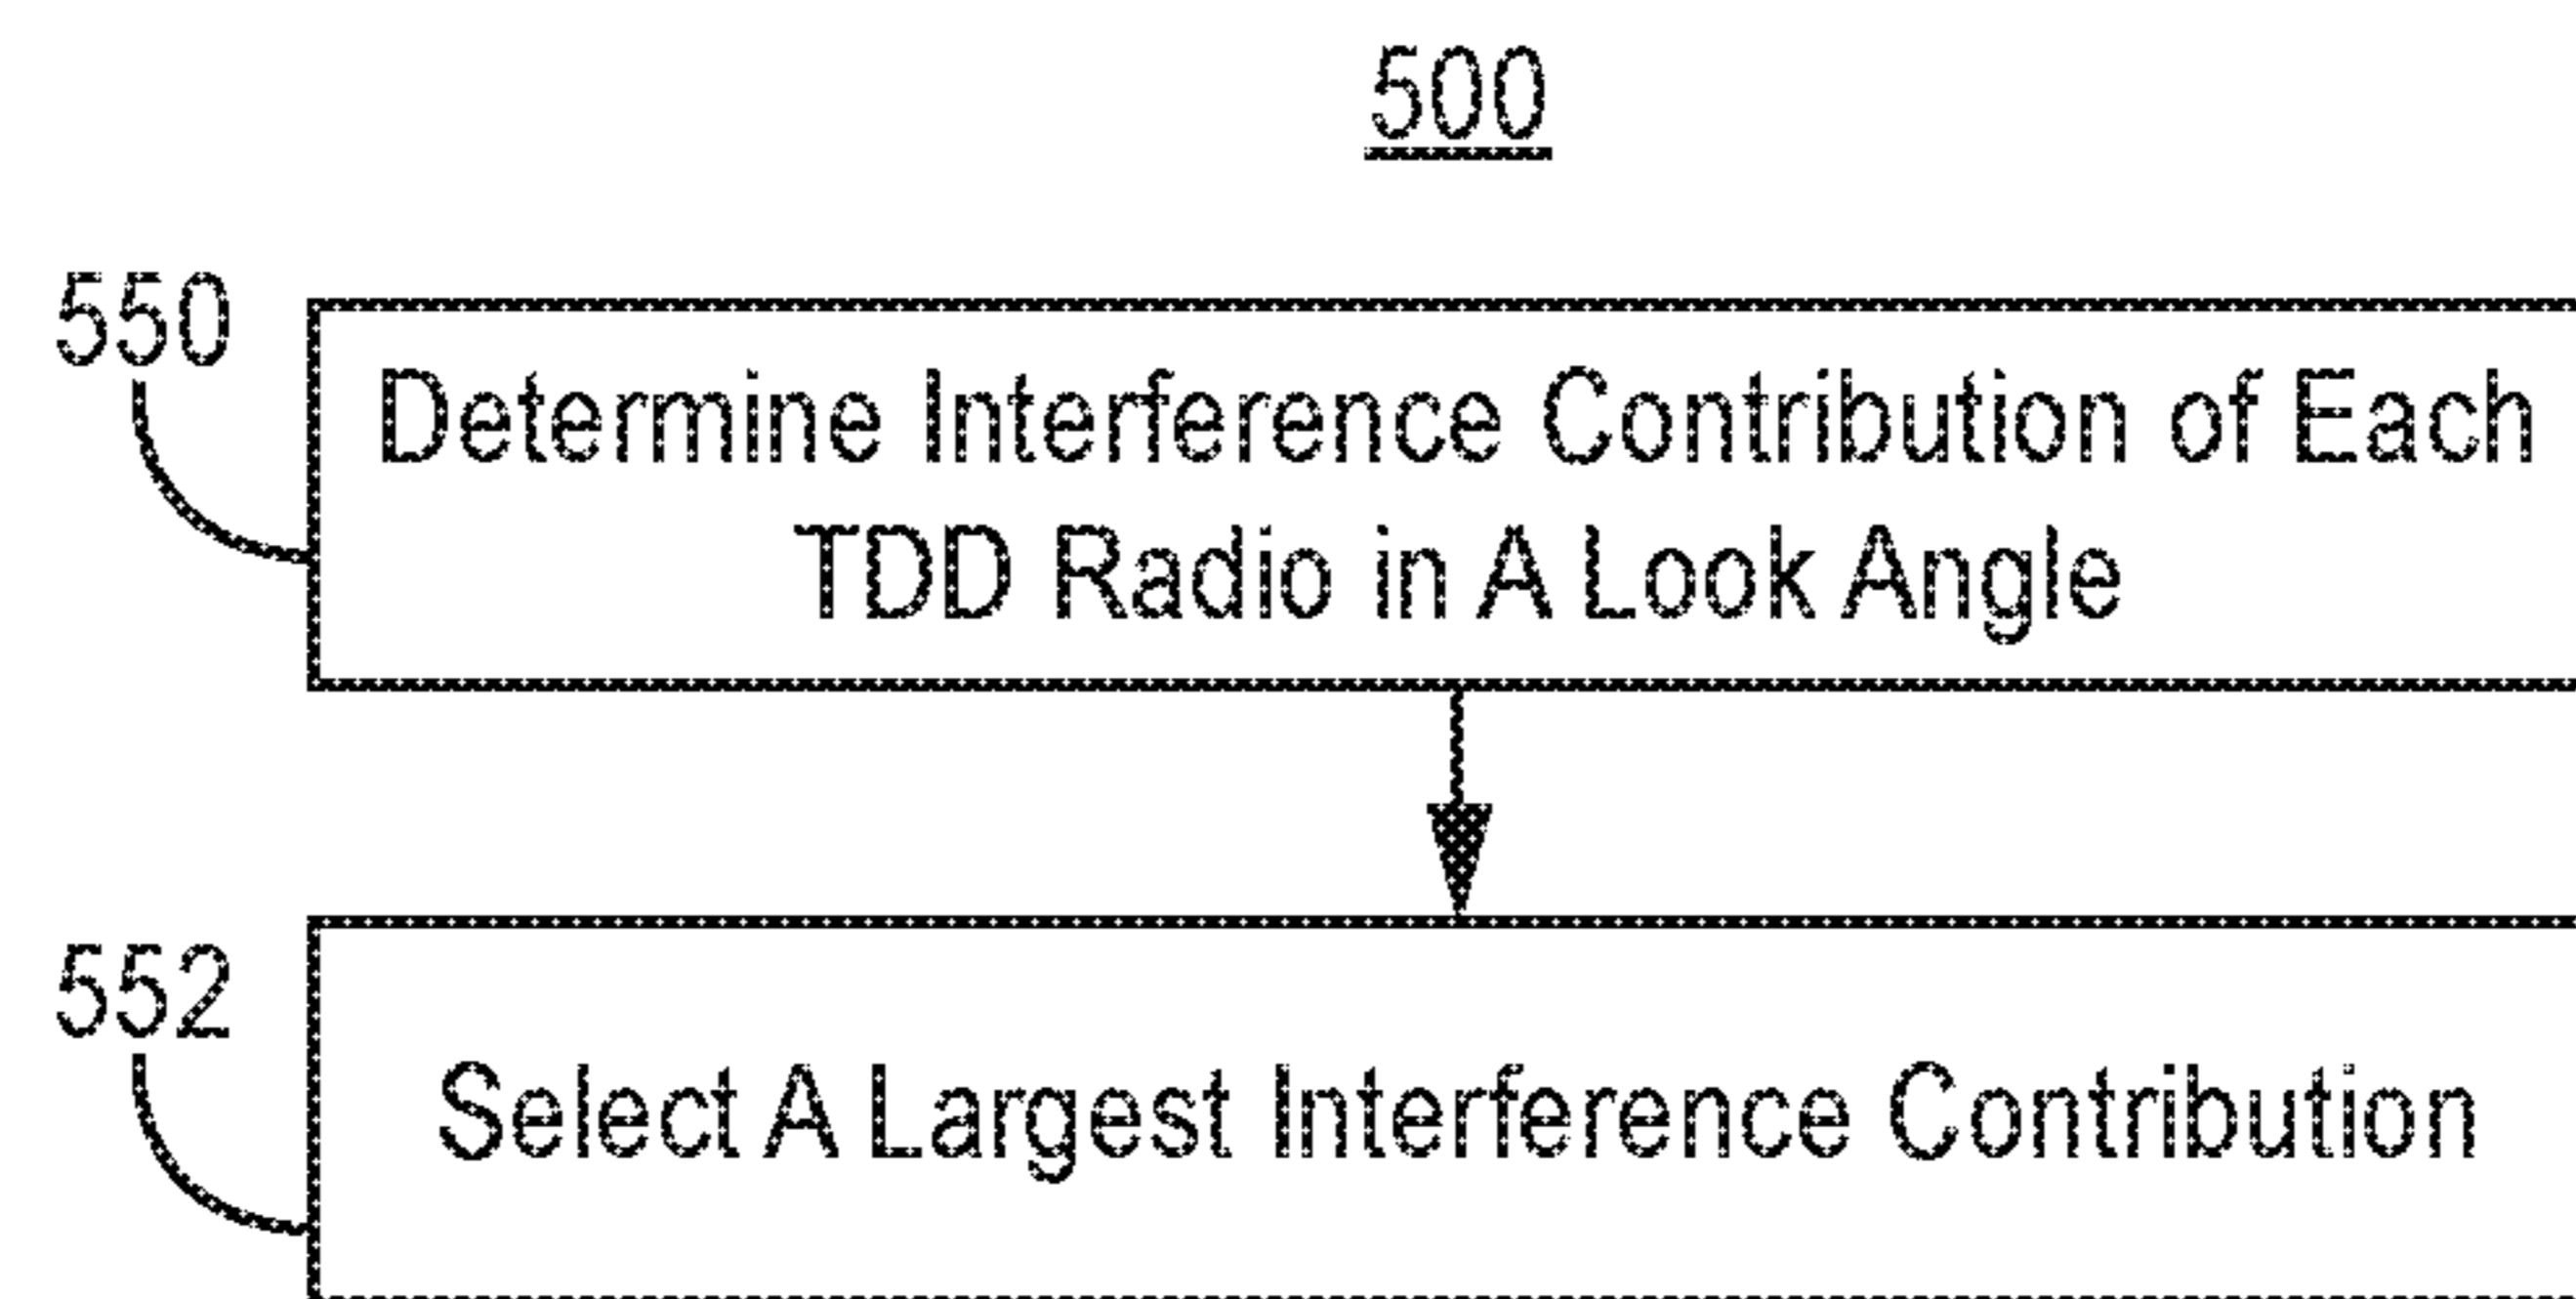 500
550
Determine Interference Contribution of Each
TDD Radio in A Look Angle
552
Select A Largest Interference Contribution